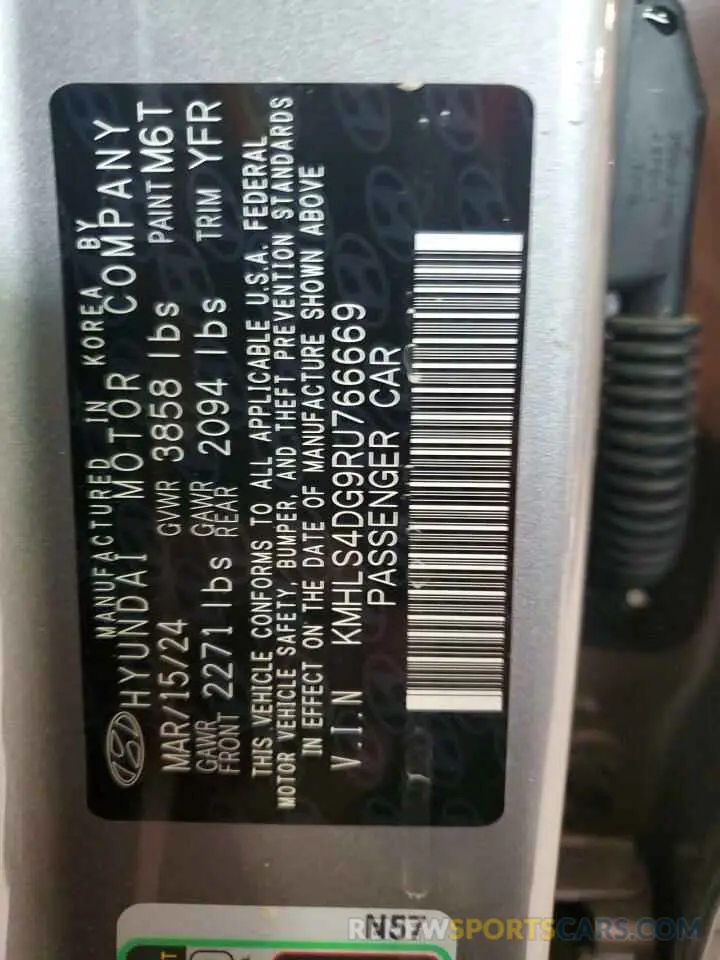 MANUFACTURED IN KOREA BY
HYUNDAI MOTOR COMPANY
MAR/15/24 GVWR 3858 lbs PAINT M6T
GAWR FRONT 2271 lbs GAWR REAR 2094 lbs TRIM YFR
THIS VEHICLE CONFORMS TO ALL APPLICABLE U.S.A. FEDERAL
MOTOR VEHICLE SAFETY, BUMPER, AND THEFT PREVENTION STANDARDS
IN EFFECT ON THE DATE OF MANUFACTURE SHOWN ABOVE
V.I.N KMHLS4DG9RU766669
PASSENGER CAR
N57
REVIEWSPORTSCARS.COM